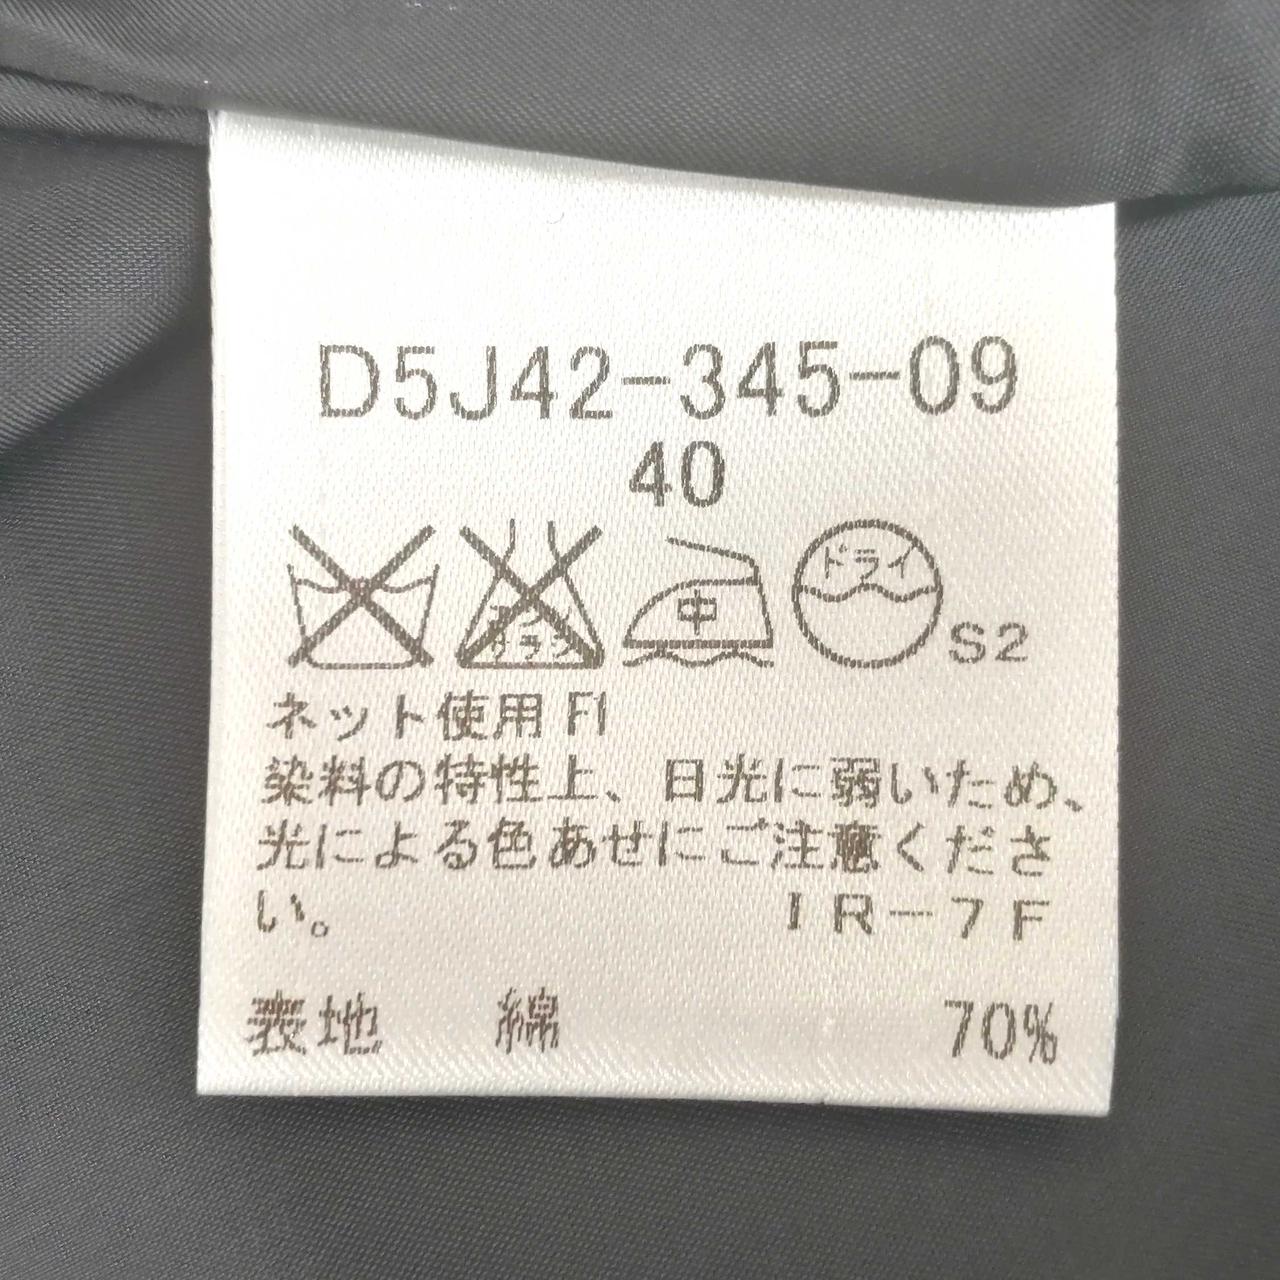 D5J42-345-09
40
中 ドライ S2
ネット使用 F1
染料の特性上、日光に弱いため、
光による色あせにご注意くださ
い。 IR-7F
表地 綿 70%